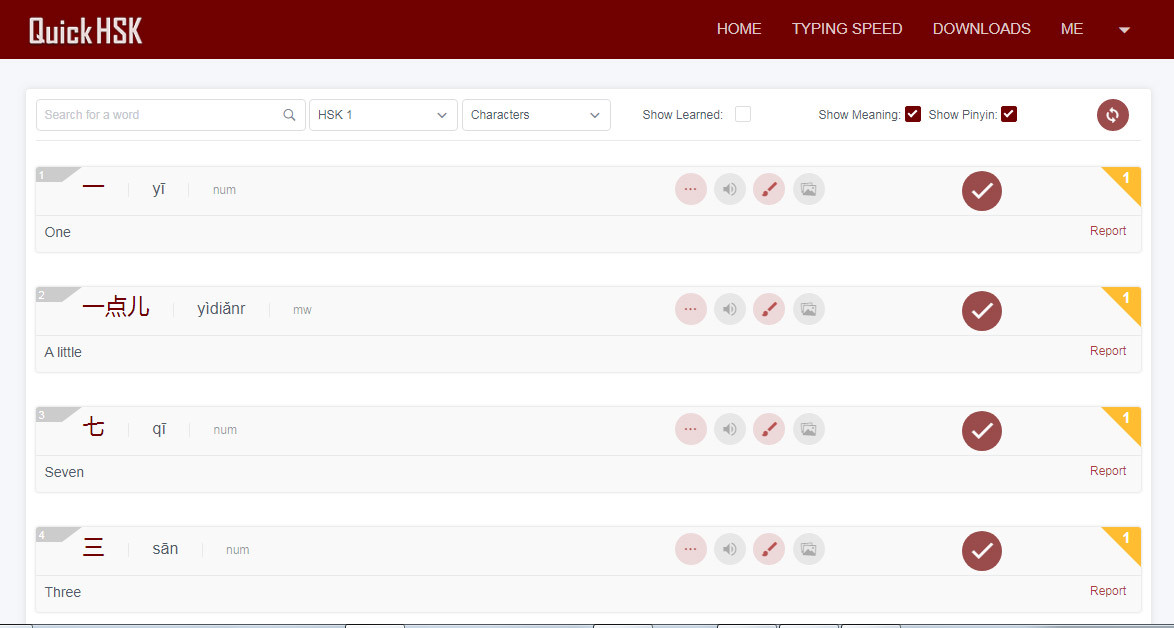 Quick HSK HOME TYPING SPEED DOWNLOADS ME
Search for a word HSK 1 Characters Show Learned: Show Meaning: Show Pinyin:
1 一 yī num 1
One Report
2 一点儿 yìdiǎnr mw 1
A little Report
3 七 qī num 1
Seven Report
4 三 sān num 1
Three Report